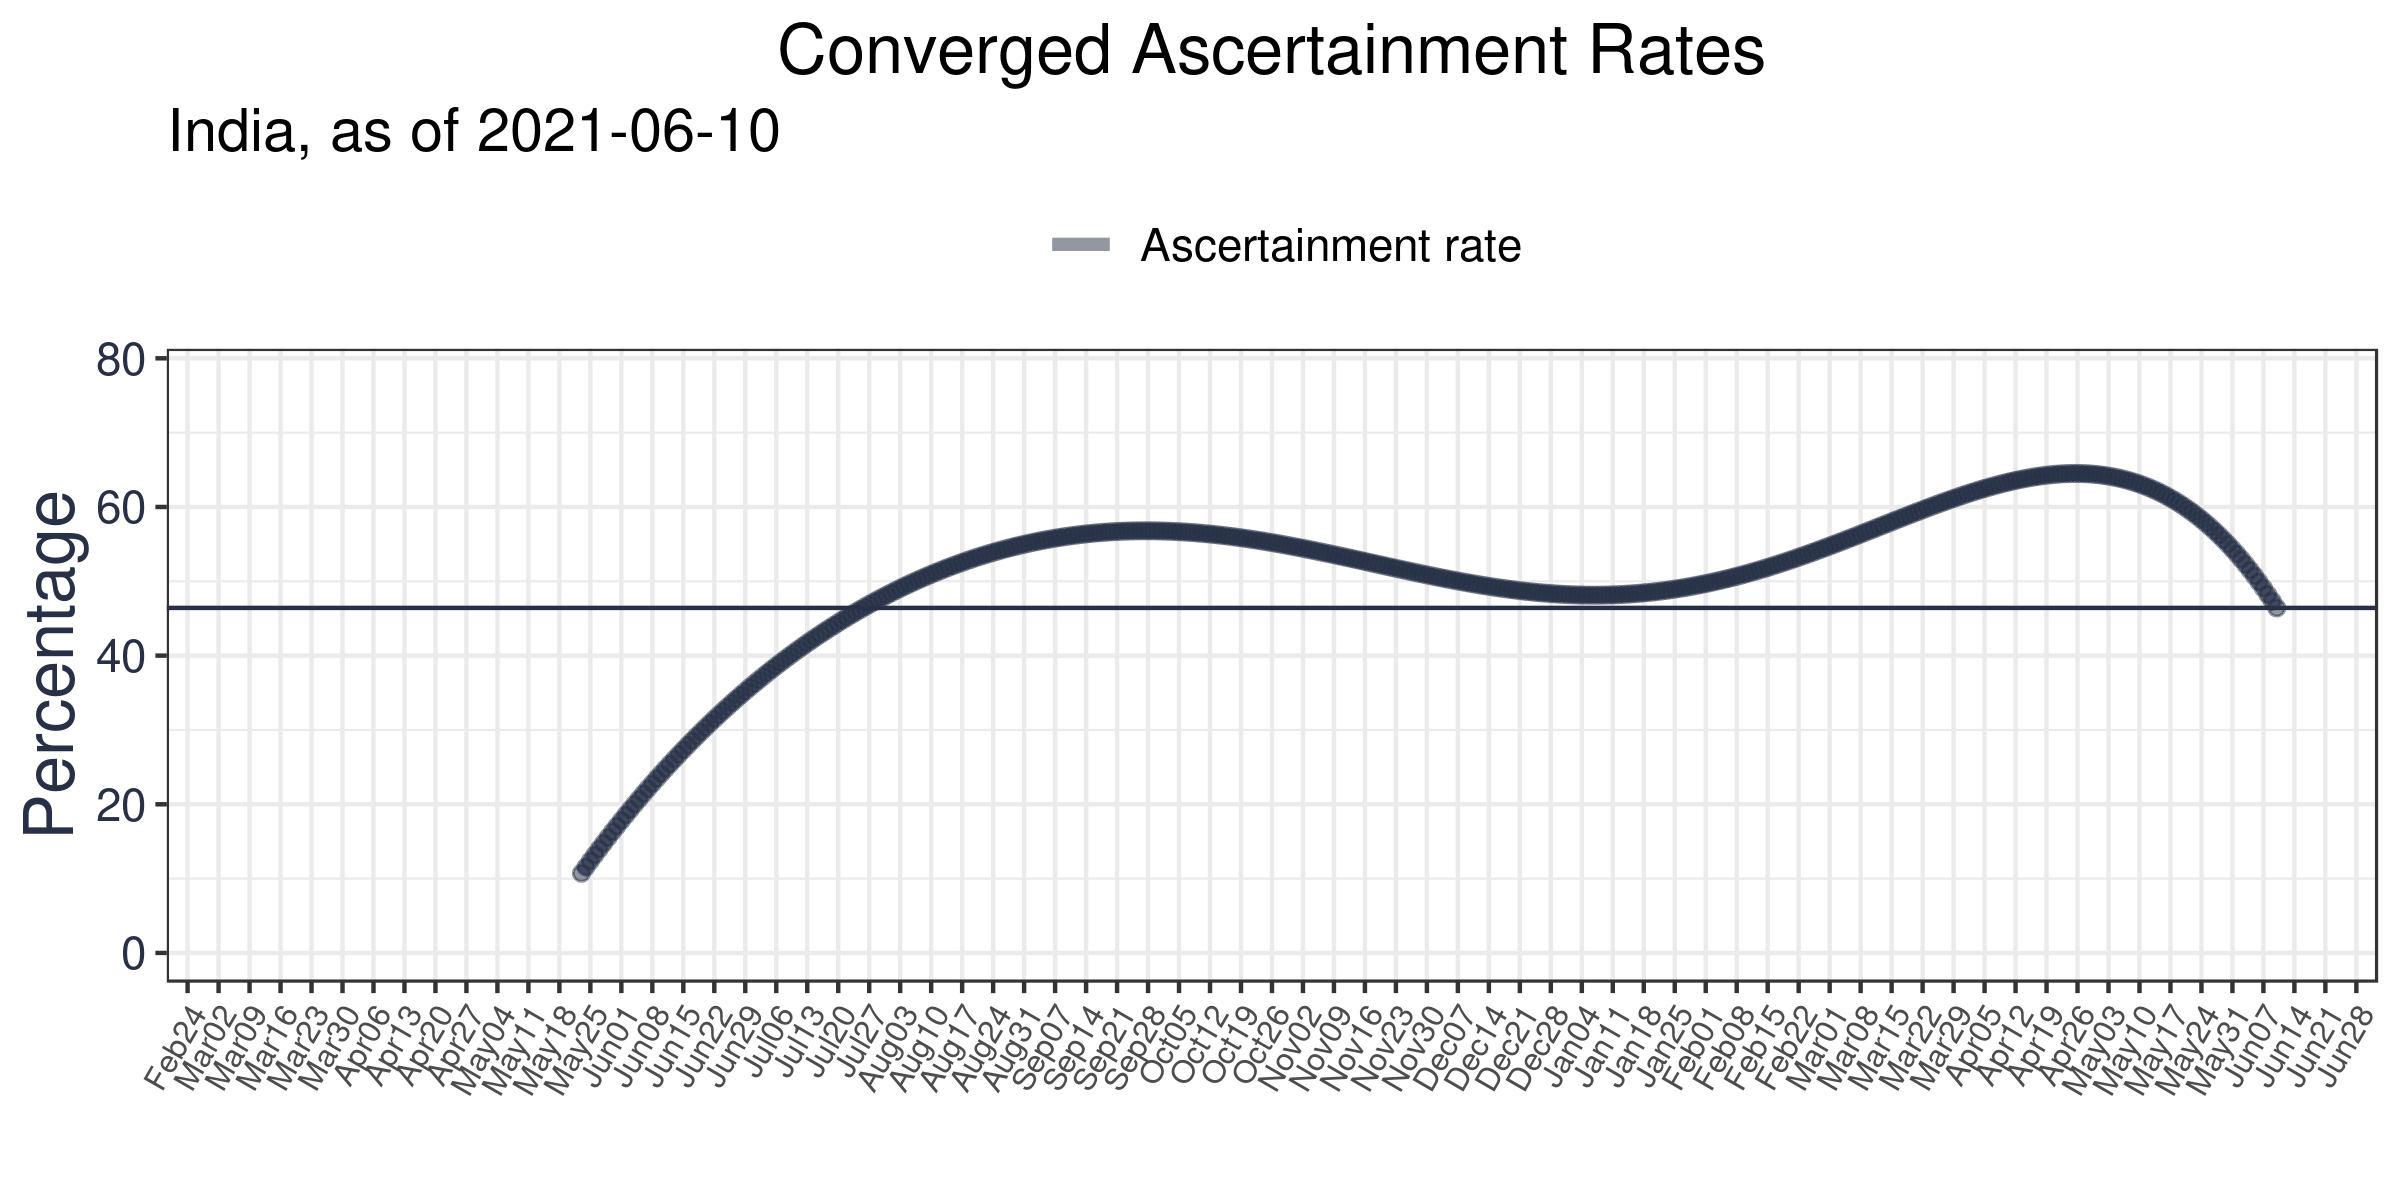 Converged Ascertainment Rates
India, as of 2021-06-10
Ascertainment rate
Percentage
80
60
40
20
0
Feb24
Mar02
Mar09
Mar16
Mar23
Mar30
Apr06
Apr13
Apr20
Apr27
May04
May11
May18
May25
Jun01
Jun08
Jun15
Jun22
Jun29
Jul06
Jul13
Jul20
Jul27
Aug03
Aug10
Aug17
Aug24
Aug31
Sep07
Sep14
Sep21
Sep28
Oct05
Oct12
Oct19
Oct26
Nov02
Nov09
Nov16
Nov23
Nov30
Dec07
Dec14
Dec21
Dec28
Jan04
Jan11
Jan18
Jan25
Feb01
Feb08
Feb15
Feb22
Mar01
Mar08
Mar15
Mar22
Mar29
Apr05
Apr12
Apr19
Apr26
May03
May10
May17
May24
May31
Jun07
Jun14
Jun21
Jun28